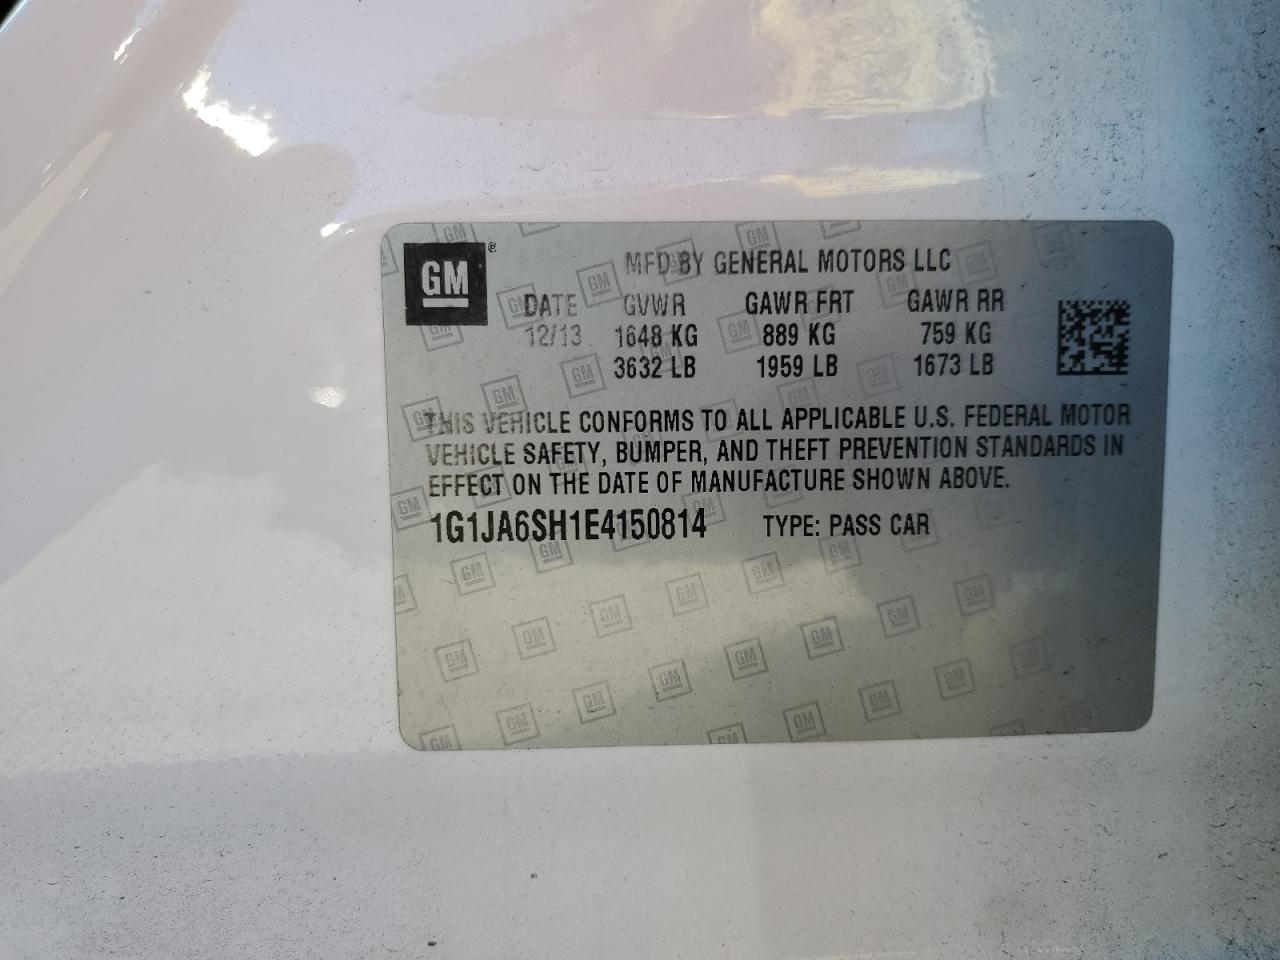 GM®
MFD BY GENERAL MOTORS LLC
DATE GVWR GAWR FRT GAWR RR
12/13 1648 KG 889 KG 759 KG
3632 LB 1959 LB 1673 LB
THIS VEHICLE CONFORMS TO ALL APPLICABLE U.S. FEDERAL MOTOR
VEHICLE SAFETY, BUMPER, AND THEFT PREVENTION STANDARDS IN
EFFECT ON THE DATE OF MANUFACTURE SHOWN ABOVE.
1G1JA6SH1E4150814 TYPE: PASS CAR